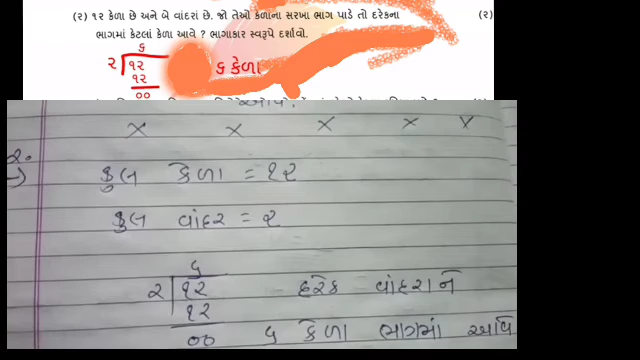 (૨) ૧૨ કેળા છે અને બે વાંદરાં છે. જો તેઓ કેળાના સરખા ભાગ પાડે તો દરેકના (૨)
ભાગમાં કેટલાં કેળા આવે ? ભાગાકાર સ્વરૂપે દર્શાવો.
૬
૨ ૧૨ ૬ કેળા
૧૨
૦૦
x x x x x
૨.
→) કુલ કેળા = ૧૨
કુલ વાંદર = ૨
૬
૨ ૧૨ દરેક વાંદરાને
૧૨
૦૦ ૬ કેળા ભાગમાં આવે